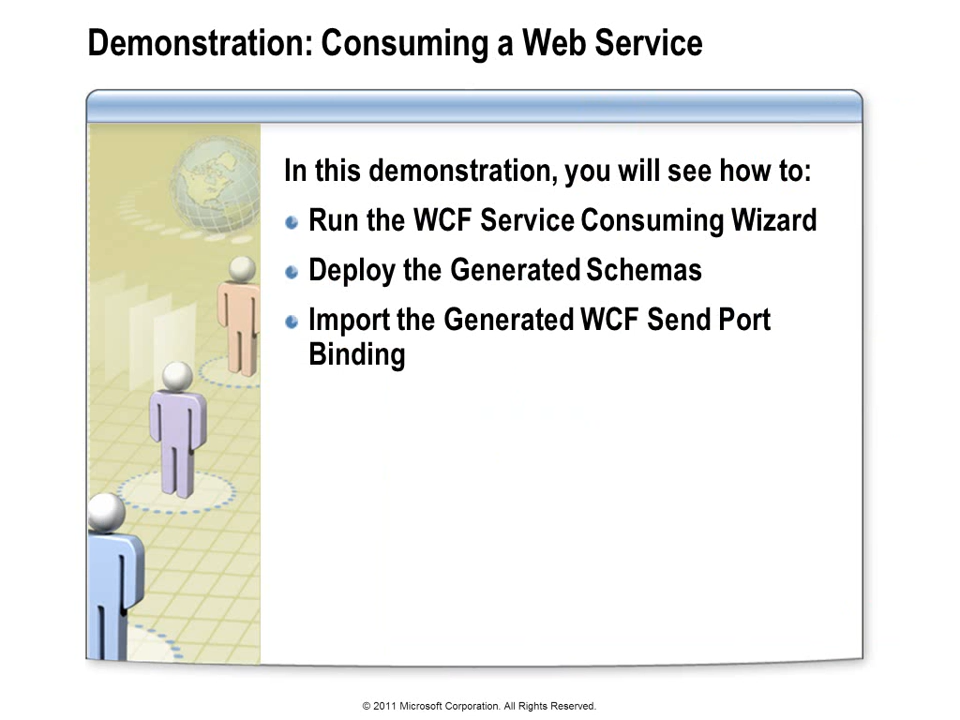 Demonstration: Consuming a Web Service
In this demonstration, you will see how to:
Run the WCF Service Consuming Wizard
Deploy the Generated Schemas
Import the Generated WCF Send Port
Binding
© 2011 Microsoft Corporation. All Rights Reserved.